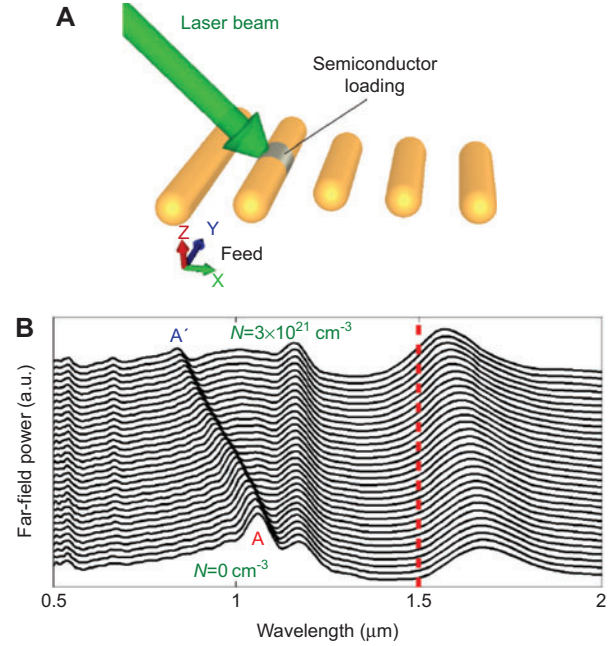 A
Laser beam
Semiconductor
loading
Z
Y
X
Feed
B
A´
N=3×10²¹ cm⁻³
Far-field power (a.u.)
A
N=0 cm⁻³
0.5
1
1.5
2
Wavelength (μm)